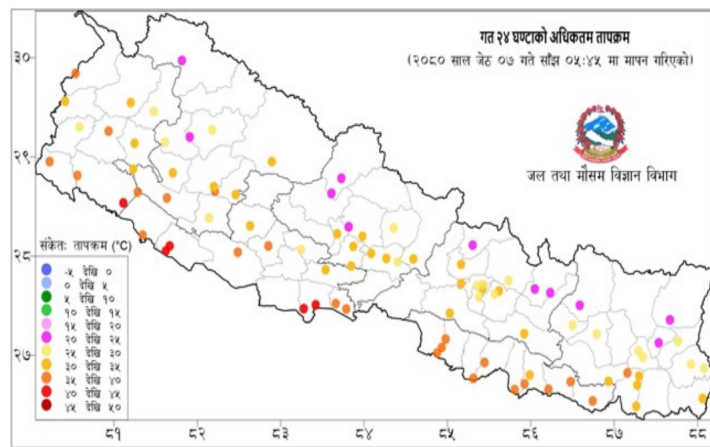 गत २४ घण्टाको अधिकतम तापक्रम
(२०८० साल जेठ ०७ गते साँझ ०५:४५ मा मापन गरिएको)
जल तथा मौसम विज्ञान विभाग
३०
२९
२८
२७
संकेतः तापक्रम (°C)
-५ देखि ०
० देखि ५
५ देखि १०
१० देखि १५
१५ देखि २०
२० देखि २५
२५ देखि ३०
३० देखि ३५
३५ देखि ४०
४० देखि ४५
४५ देखि ५०
८१ ८२ ८३ ८४ ८५ ८६ ८७ ८८